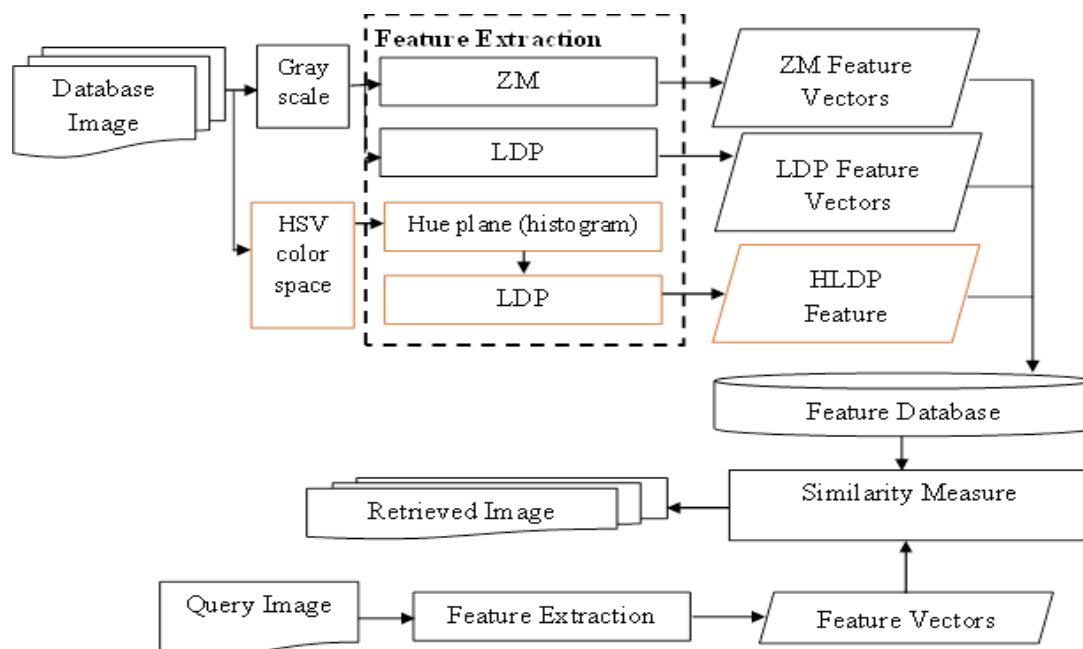 Feature Extraction
Database
Image
Gray
scale
ZM
ZM Feature
Vectors
LDP
LDP Feature
Vectors
HSV
color
space
Hue plane (histogram)
LDP
HLDP
Feature
Feature Database
Similarity Measure
Retrieved Image
Query Image
Feature Extraction
Feature Vectors